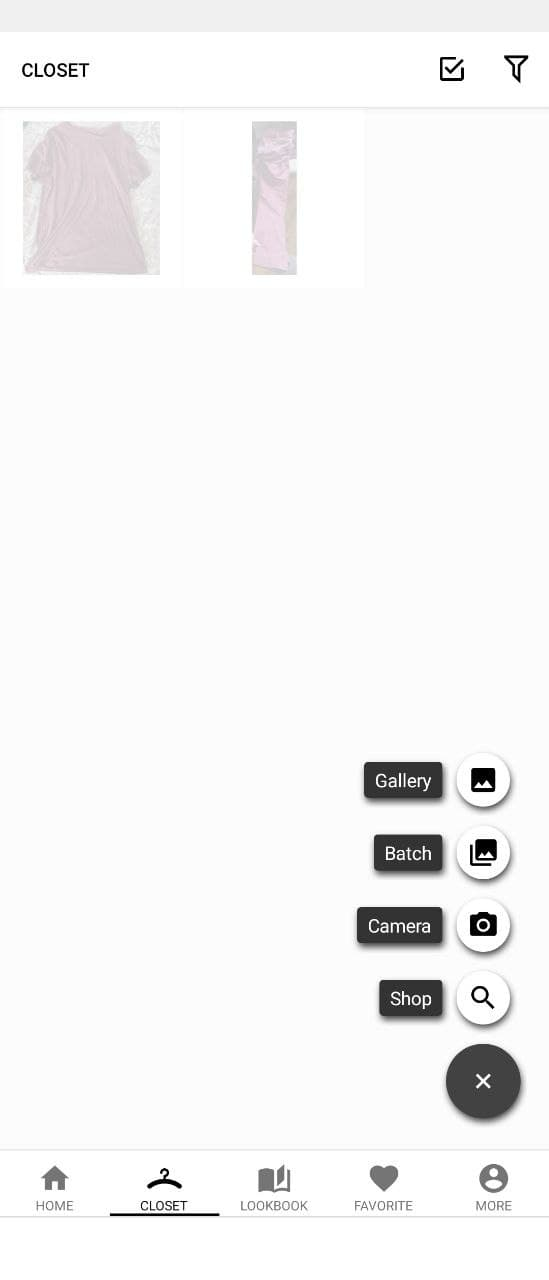 CLOSET
Gallery
Batch
Camera
Shop
HOME
CLOSET
LOOKBOOK
FAVORITE
MORE